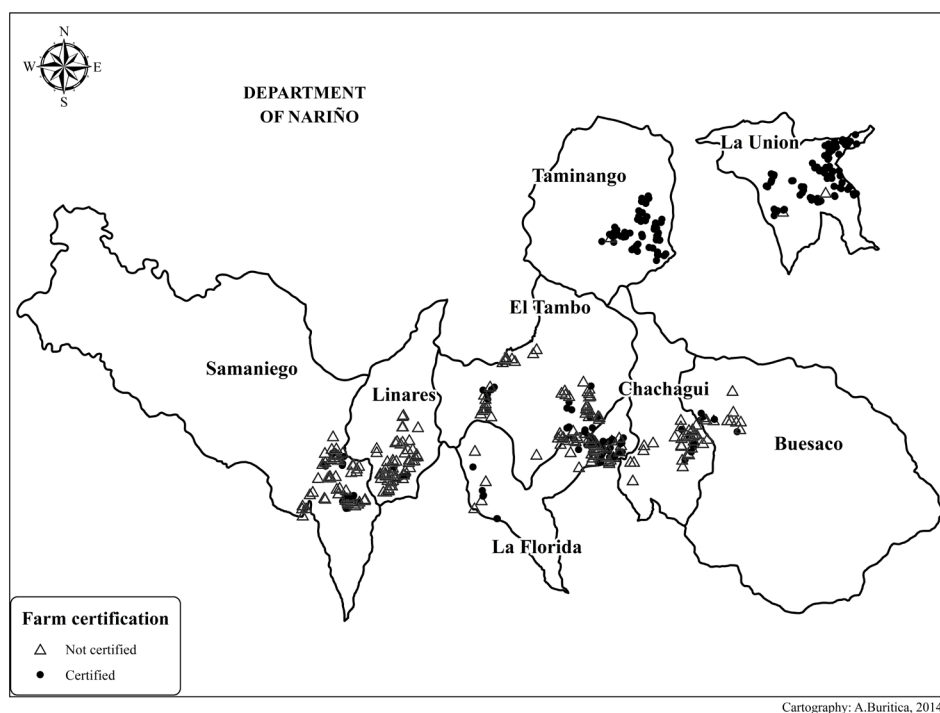 N
W
E
S
DEPARTMENT
OF NARIÑO
La Union
Taminango
El Tambo
Samaniego
Linares
Chachagui
Buesaco
La Florida
Farm certification
Not certified
Certified
Cartography: A.Buritica, 2014